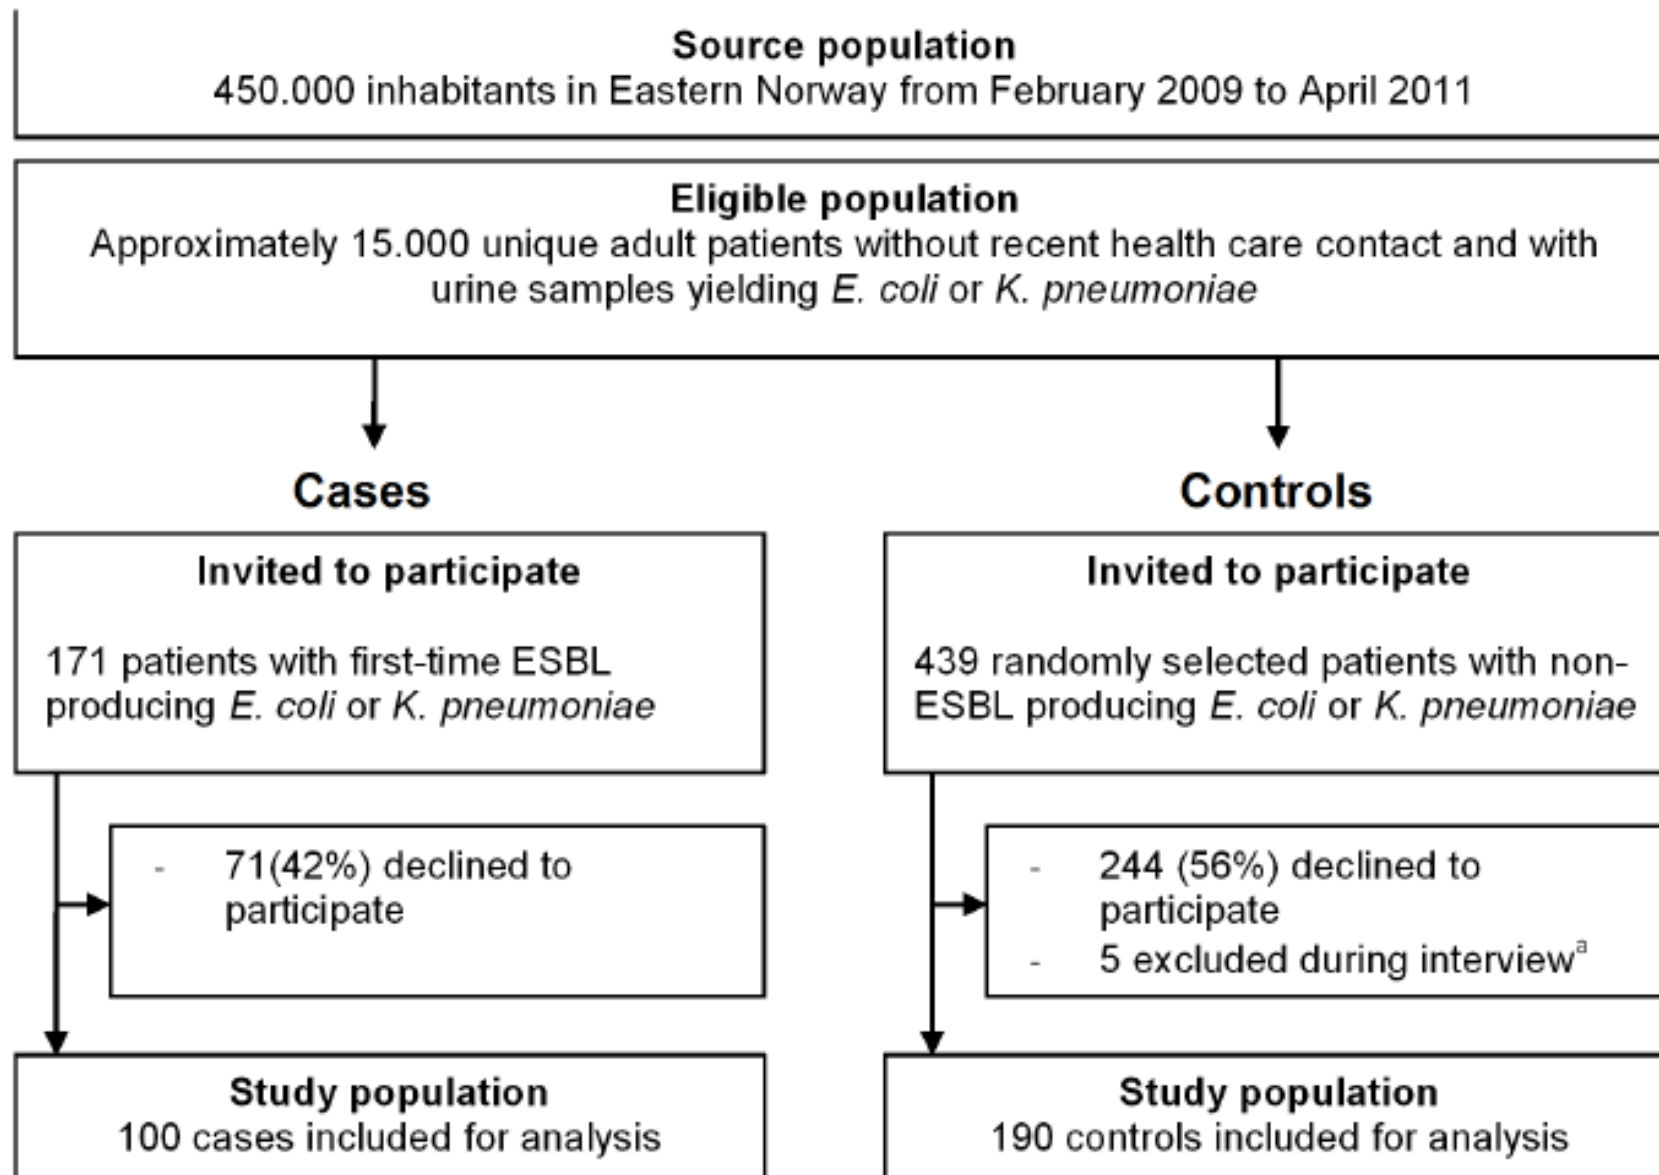 Source population
450.000 inhabitants in Eastern Norway from February 2009 to April 2011
Eligible population
Approximately 15.000 unique adult patients without recent health care contact and with
urine samples yielding E. coli or K. pneumoniae
Cases
Invited to participate
171 patients with first-time ESBL
producing E. coli or K. pneumoniae
- 71(42%) declined to
participate
Study population
100 cases included for analysis
Controls
Invited to participate
439 randomly selected patients with non-
ESBL producing E. coli or K. pneumoniae
- 244 (56%) declined to
participate
- 5 excluded during interviewª
Study population
190 controls included for analysis